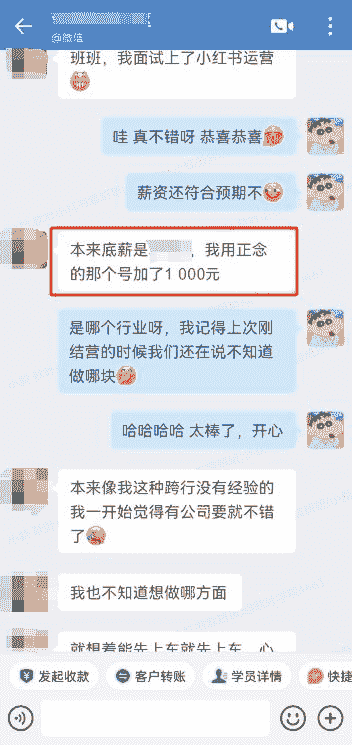 @微信
班班，我面试上了小红书运营
哇 真不错呀 恭喜恭喜
薪资还符合预期不
本来底薪是
，我用正念
的那个号加了1 000元
是哪个行业呀，我记得上次刚
结营的时候我们还在说不知道
做哪块
哈哈哈哈 太棒了，开心
本来像我这种跨行没有经验的
我一开始觉得有公司要就不错
了
我也不知道想做哪方面
就想着能先上车就先上车，心
发起收款
客户转账
学员详情
快捷